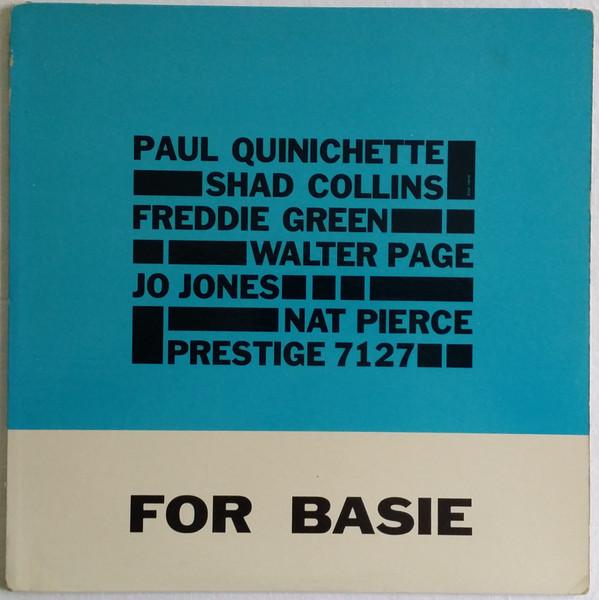 PAUL QUINICHETTE
SHAD COLLINS
FREDDIE GREEN
WALTER PAGE
JO JONES
NAT PIERCE
PRESTIGE 7127
FOR BASIE